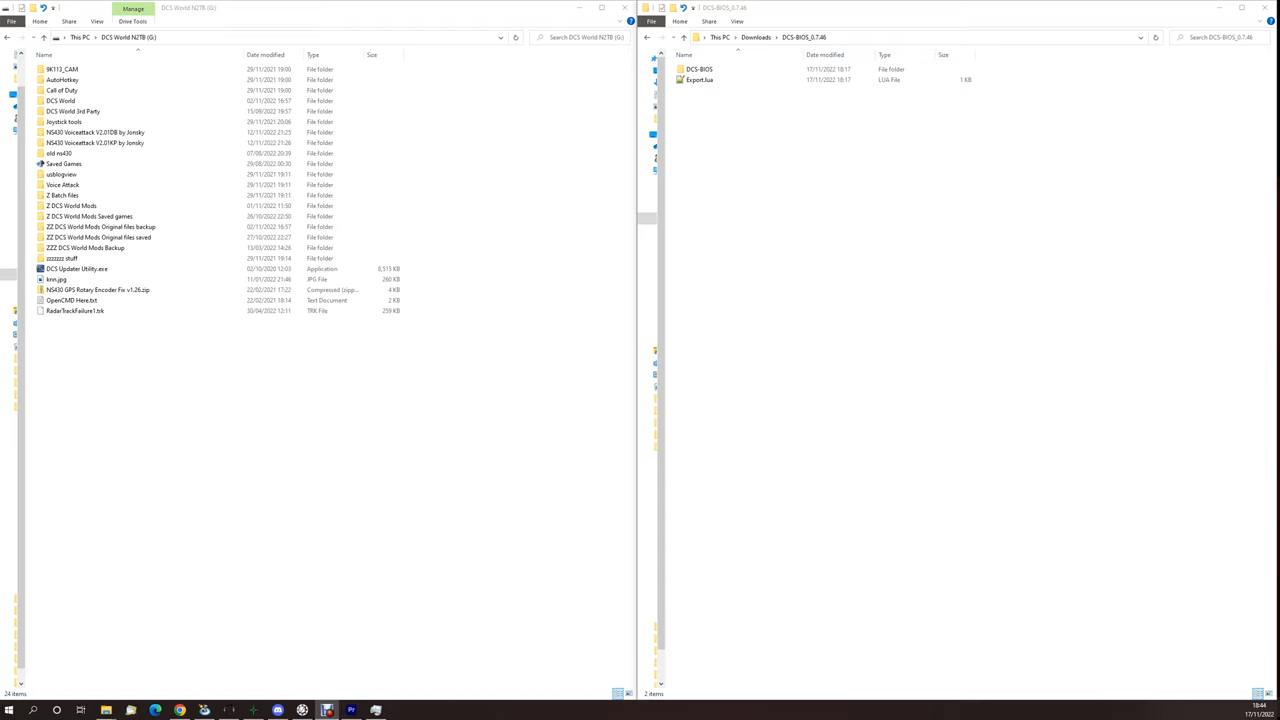 Manage
DCS World N2TB (G:)
File
Home
Share
View
Drive Tools
This PC
DCS World N2TB (G:)
Search DCS World N2TB (G:)
Name
Date modified
Type
Size
9K113_CAM 29/11/2021 19:00 File folder
AutoHotkey 29/11/2021 19:00 File folder
Call of Duty 29/11/2021 19:00 File folder
DCS World 02/11/2022 16:57 File folder
DCS World 3rd Party 15/09/2022 19:57 File folder
Joystick tools 29/11/2021 20:06 File folder
NS430 Voiceattack V2.01DB by Jonsky 12/11/2022 21:25 File folder
NS430 Voiceattack V2.01KP by Jonsky 12/11/2022 21:26 File folder
old ns430 07/08/2022 20:39 File folder
Saved Games 29/08/2022 00:30 File folder
usblogview 29/11/2021 19:11 File folder
Voice Attack 29/11/2021 19:11 File folder
Z Batch files 29/11/2021 19:11 File folder
Z DCS World Mods 01/11/2022 11:50 File folder
Z DCS World Mods Saved games 26/10/2022 22:50 File folder
ZZ DCS World Mods Original files backup 02/11/2022 16:57 File folder
ZZ DCS World Mods Original files saved 27/10/2022 22:27 File folder
ZZZ DCS World Mods Backup 13/03/2022 14:26 File folder
zzzzzzz stuff 29/11/2021 19:14 File folder
DCS Updater Utility.exe 02/10/2020 12:03 Application 8,513 KB
knn.jpg 11/01/2022 21:46 JPG File 260 KB
NS430 GPS Rotary Encoder Fix v1.26.zip 22/02/2021 17:22 Compressed (zipp... 4 KB
OpenCMD Here.txt 22/02/2021 18:14 Text Document 2 KB
RadarTrackFailure1.trk 30/04/2022 12:11 TRK File 259 KB
24 items
DCS-BIOS_0.7.46
File
Home
Share
View
This PC
Downloads
DCS-BIOS_0.7.46
Search DCS-BIOS_0.7.46
Name
Date modified
Type
Size
DCS-BIOS 17/11/2022 18:17 File folder
Export.lua 17/11/2022 18:17 LUA File 1 KB
2 items
18:44
17/11/2022